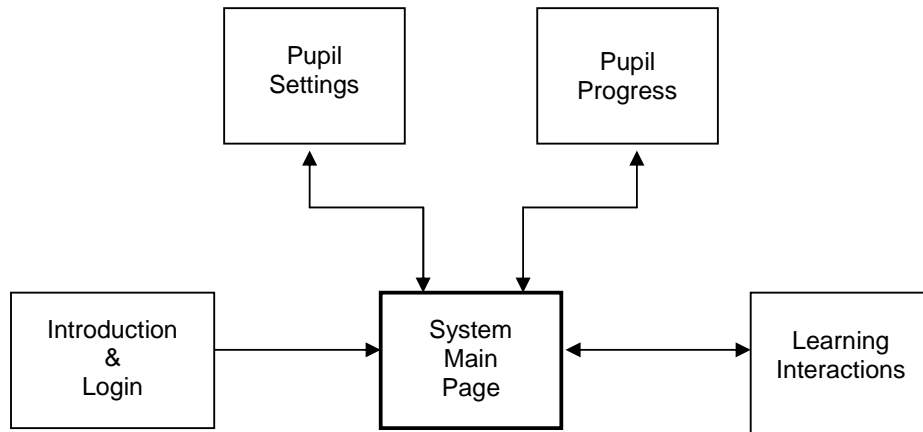 Pupil
Settings
Pupil
Progress
Introduction
&
Login
System
Main
Page
Learning
Interactions